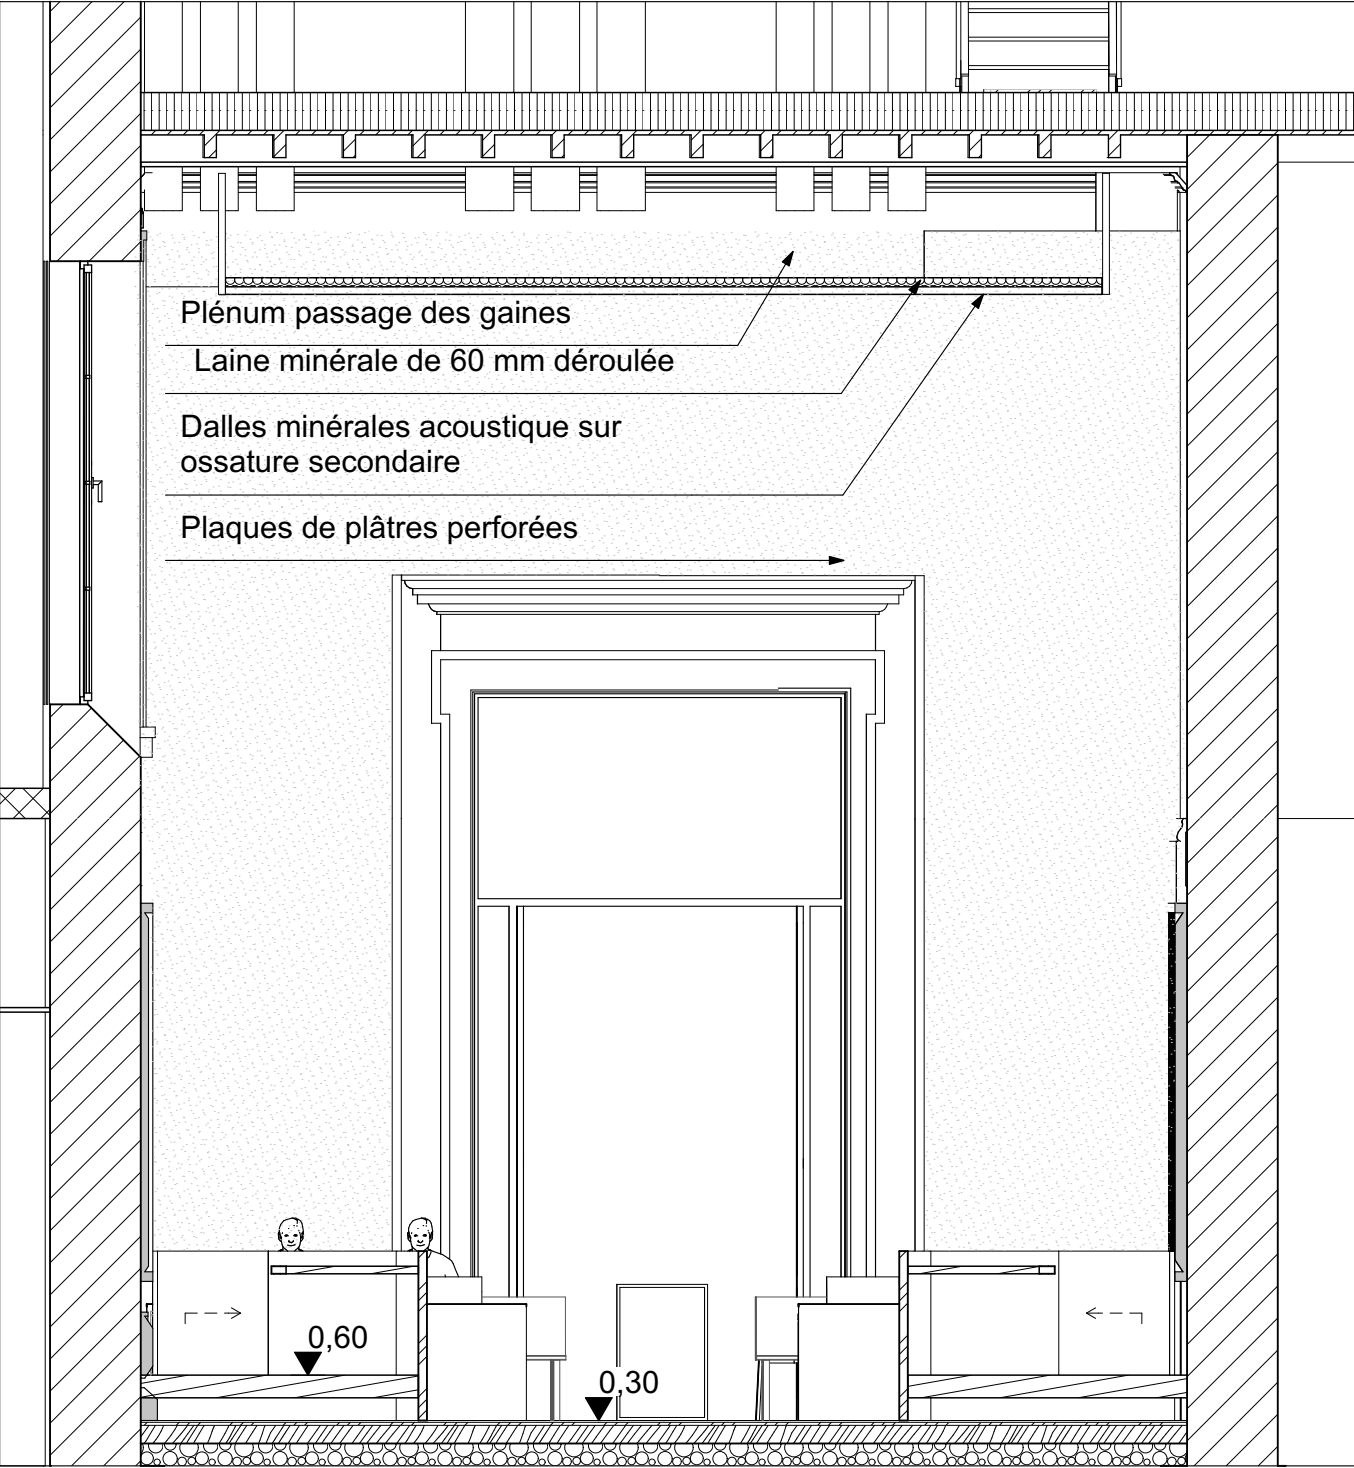 Plénum passage des gaines
Laine minérale de 60 mm déroulée
Dalles minérales acoustique sur
ossature secondaire
Plaques de plâtres perforées
0,60
0,30